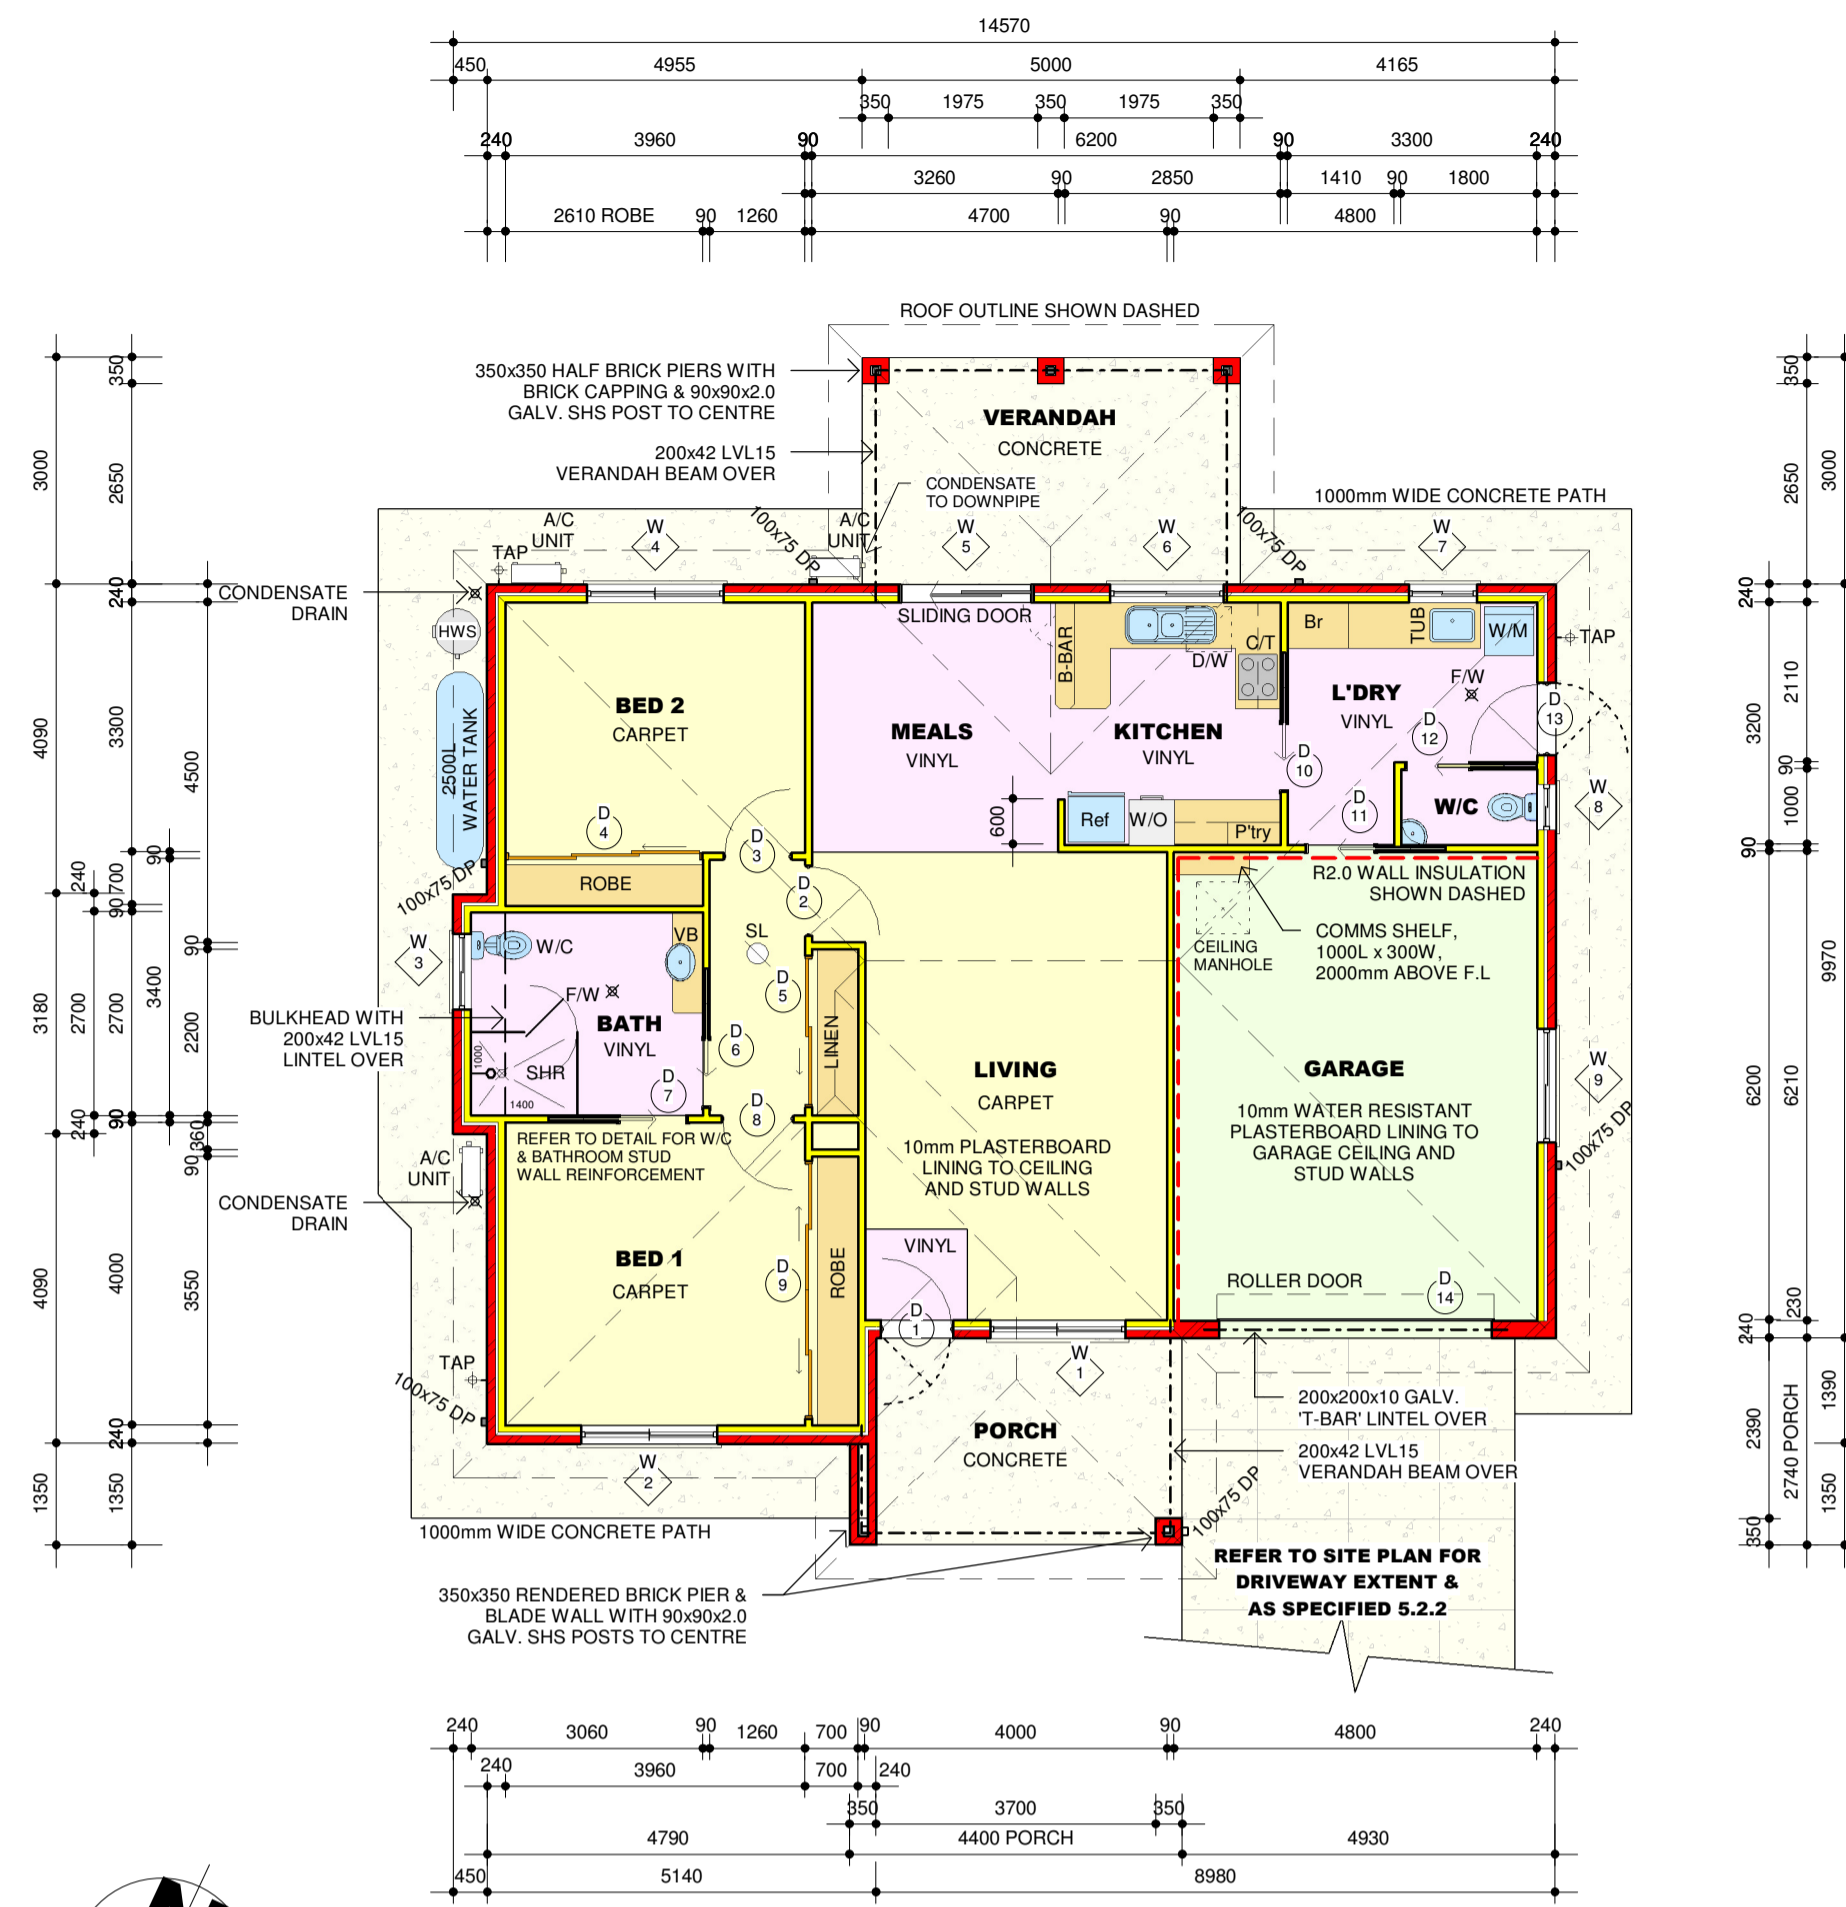 14570
450 4955 5000 4165
350 1975 350 1975 350
240 3960 90 6200 90 3300 240
3260 90 2850 1410 90 1800
2610 ROBE 90 1260 4700 90 4800
ROOF OUTLINE SHOWN DASHED
350x350 HALF BRICK PIERS WITH
BRICK CAPPING & 90x90x2.0
GALV. SHS POST TO CENTRE
200x42 LVL15
VERANDAH BEAM OVER
VERANDAH
CONCRETE
CONDENSATE
TO DOWNPIPE
1000mm WIDE CONCRETE PATH
A/C
UNIT
W
4
100x75 DP
A/C
UNIT
W
5
W
6
100x75 DP
W
7
TAP
CONDENSATE
DRAIN
HWS
2500L
WATER TANK
SLIDING DOOR
B-BAR
D/W
C/T
Br
TUB
W/M
TAP
F/W
BED 2
CARPET
MEALS
VINYL
KITCHEN
VINYL
L'DRY
VINYL
D
12
D
13
D
10
D
11
W/C
W
8
D
4
D
3
600
Ref
W/O
P'try
ROBE
D
2
100x75 DP
R2.0 WALL INSULATION
SHOWN DASHED
COMMS SHELF,
1000L x 300W,
2000mm ABOVE F.L
CEILING
MANHOLE
W
3
W/C
VB
SL
F/W
D
5
LINEN
BULKHEAD WITH
200x42 LVL15
LINTEL OVER
BATH
VINYL
D
6
1000
SHR
1400
D
7
D
8
REFER TO DETAIL FOR W/C
& BATHROOM STUD
WALL REINFORCEMENT
A/C
UNIT
CONDENSATE
DRAIN
LIVING
CARPET
10mm PLASTERBOARD
LINING TO CEILING
AND STUD WALLS
GARAGE
10mm WATER RESISTANT
PLASTERBOARD LINING TO
GARAGE CEILING AND
STUD WALLS
W
9
100x75 DP
BED 1
CARPET
D
9
ROBE
VINYL
D
1
ROLLER DOOR
D
14
TAP
100x75 DP
W
1
W
2
PORCH
CONCRETE
200x200x10 GALV.
'T-BAR' LINTEL OVER
200x42 LVL15
VERANDAH BEAM OVER
100x75 DP
1000mm WIDE CONCRETE PATH
350x350 RENDERED BRICK PIER &
BLADE WALL WITH 90x90x2.0
GALV. SHS POSTS TO CENTRE
REFER TO SITE PLAN FOR
DRIVEWAY EXTENT &
AS SPECIFIED 5.2.2
3000 4090 3180 4090 1350
240 2700 240
350 2650 240 3300 700 90 2700 90 4000 240 1350
90 3400
4500 90 2200 360 90 3550
240 3200 90 6200 240 2390 350
350 2650 2110 90 1000 6210 230 2740 PORCH
3000 9970 1390 1350
240 3060 90 1260 700 90 4000 90 4800 240
240 3960 700 240
350 3700 350
4790 4400 PORCH 4930
450 5140 8980